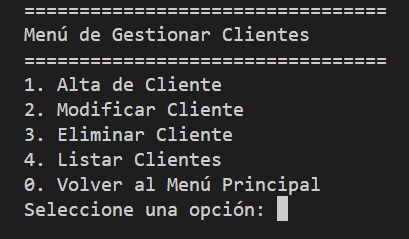 =================================
Menú de Gestionar Clientes
=================================
1. Alta de Cliente
2. Modificar Cliente
3. Eliminar Cliente
4. Listar Clientes
0. Volver al Menú Principal
Seleccione una opción: